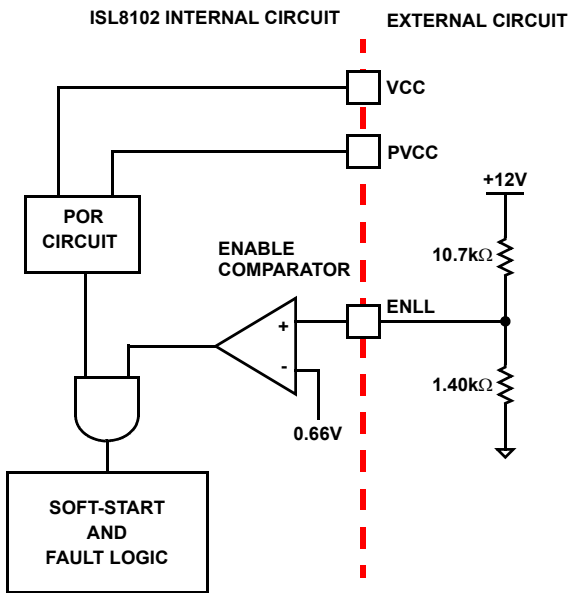 ISL8102 INTERNAL CIRCUIT
EXTERNAL CIRCUIT
VCC
PVCC
+12V
POR
CIRCUIT
10.7kΩ
ENABLE
COMPARATOR
ENLL
+
-
1.40kΩ
0.66V
SOFT-START
AND
FAULT LOGIC